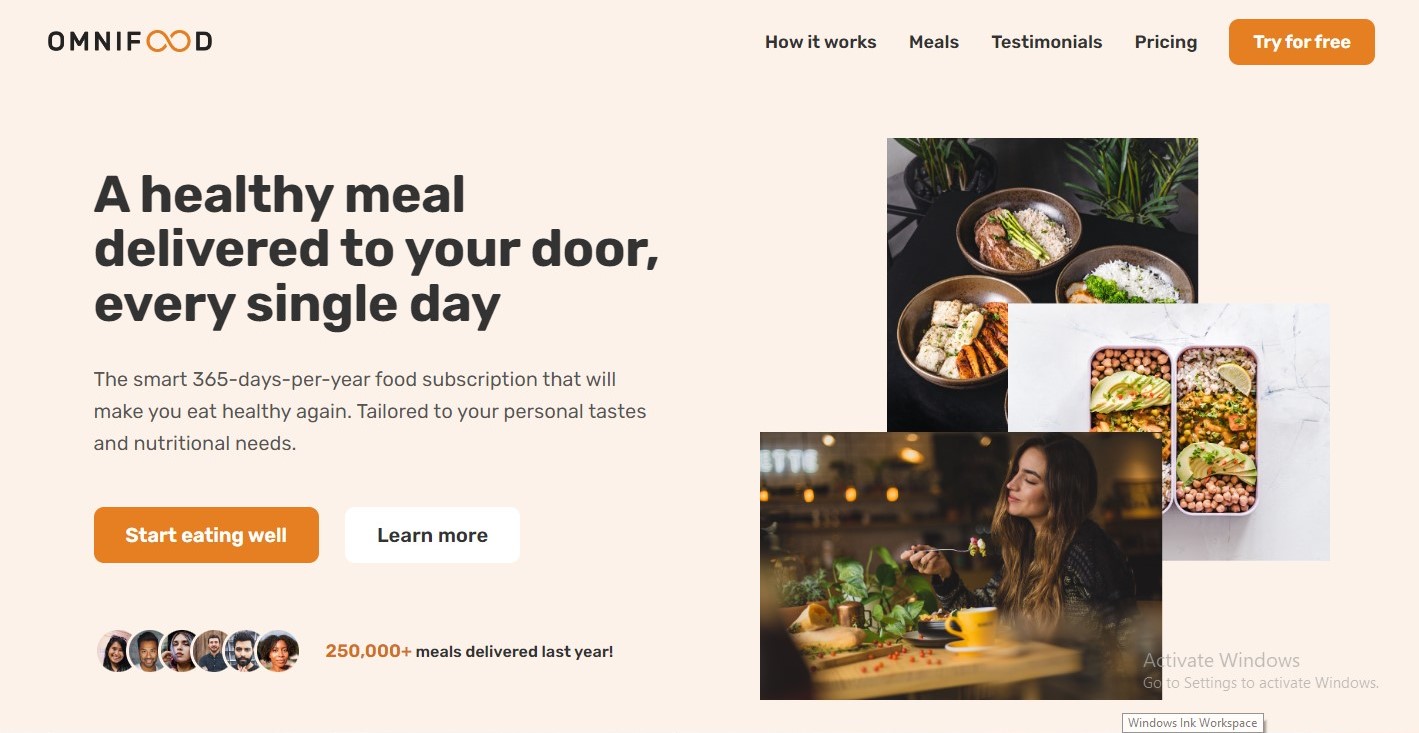 OMNIFOOD
How it works
Meals
Testimonials
Pricing
Try for free
A healthy meal
delivered to your door,
every single day
The smart 365-days-per-year food subscription that will
make you eat healthy again. Tailored to your personal tastes
and nutritional needs.
Start eating well
Learn more
250,000+ meals delivered last year!
Activate Windows
Go to Settings to activate Windows.
Windows Ink Workspace